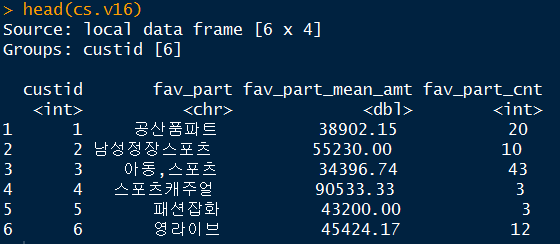 > head(cs.v16)
Source: local data frame [6 x 4]
Groups: custid [6]
custid fav_part fav_part_mean_amt fav_part_cnt
<int> <chr> <dbl> <int>
1 1 공산품파트 38902.15 20
2 2 남성정장스포츠 55230.00 10
3 3 아동,스포츠 34396.74 43
4 4 스포츠캐주얼 90533.33 3
5 5 패션잡화 43200.00 3
6 6 영라이브 45424.17 12